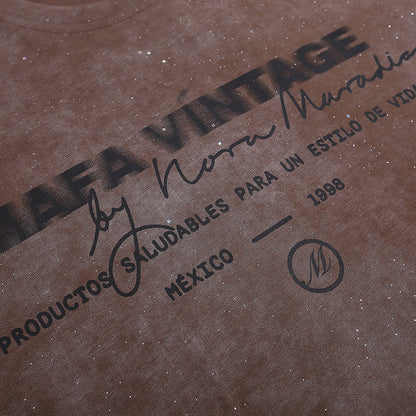 MAFA VINTAGE
by Nora Muradia
PRODUCTOS SALUDABLES PARA UN ESTILO DE VIDA
MÉXICO — 1998
M